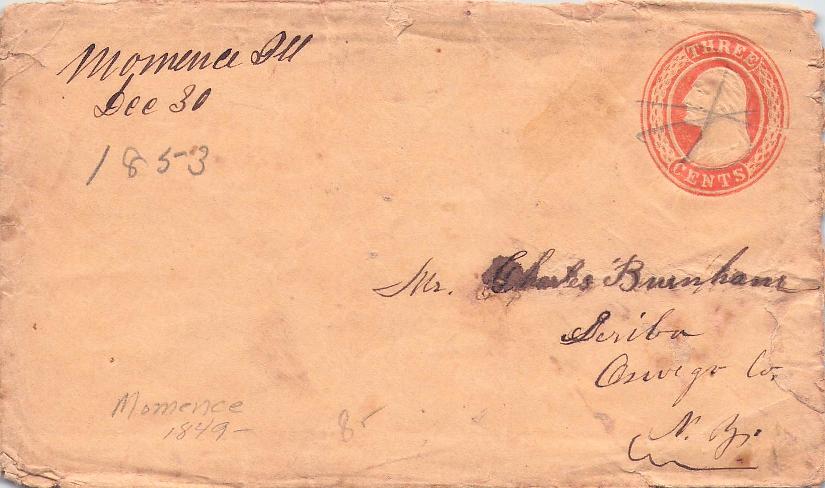 Momence Ill
Dec 30
1853
THREE
CENTS
Mr. Charles Burnham
Scriba
Oswego Co.
N. Y.
Momence
1849-
8